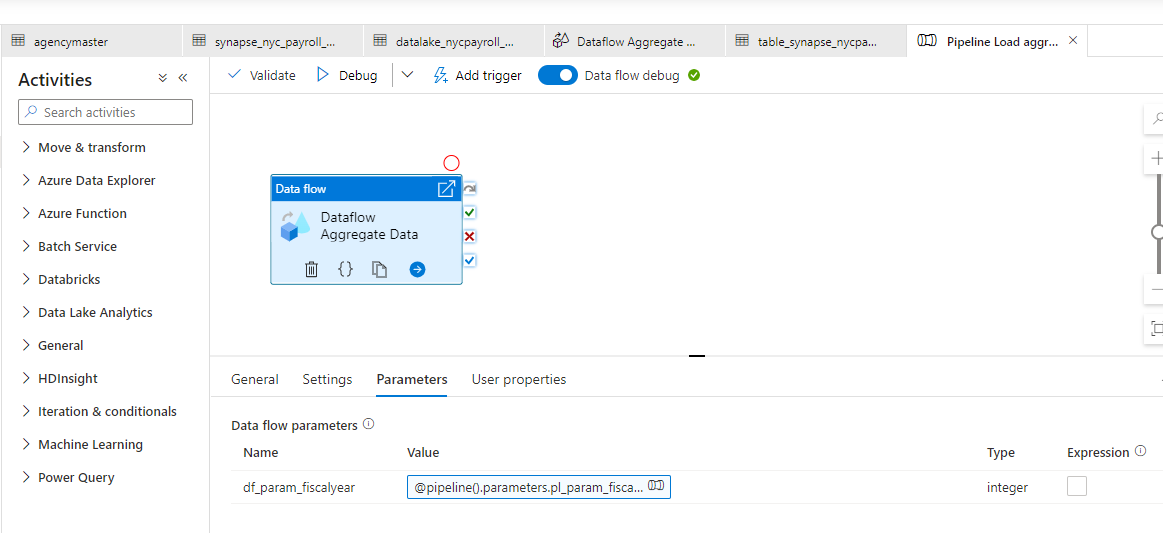 agencymaster
synapse_nyc_payroll_...
datalake_nycpayroll_...
Dataflow Aggregate ...
table_synapse_nycpa...
Pipeline Load aggr...
Activities
Search activities
Move & transform
Azure Data Explorer
Azure Function
Batch Service
Databricks
Data Lake Analytics
General
HDInsight
Iteration & conditionals
Machine Learning
Power Query
Validate
Debug
Add trigger
Data flow debug
Data flow
Dataflow
Aggregate Data
General
Settings
Parameters
User properties
Data flow parameters
Name
Value
Type
Expression
df_param_fiscalyear
@pipeline().parameters.pl_param_fisca...
integer